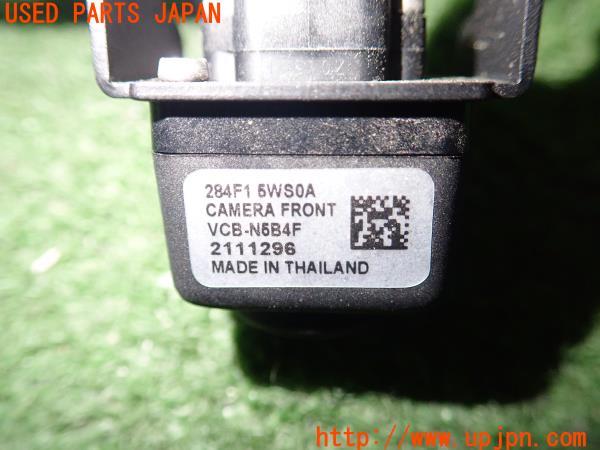 USED PARTS JAPAN
284F1 5WS0A
CAMERA FRONT
VCB-N5B4F
2111296
MADE IN THAILAND
http://www.upjpn.com/